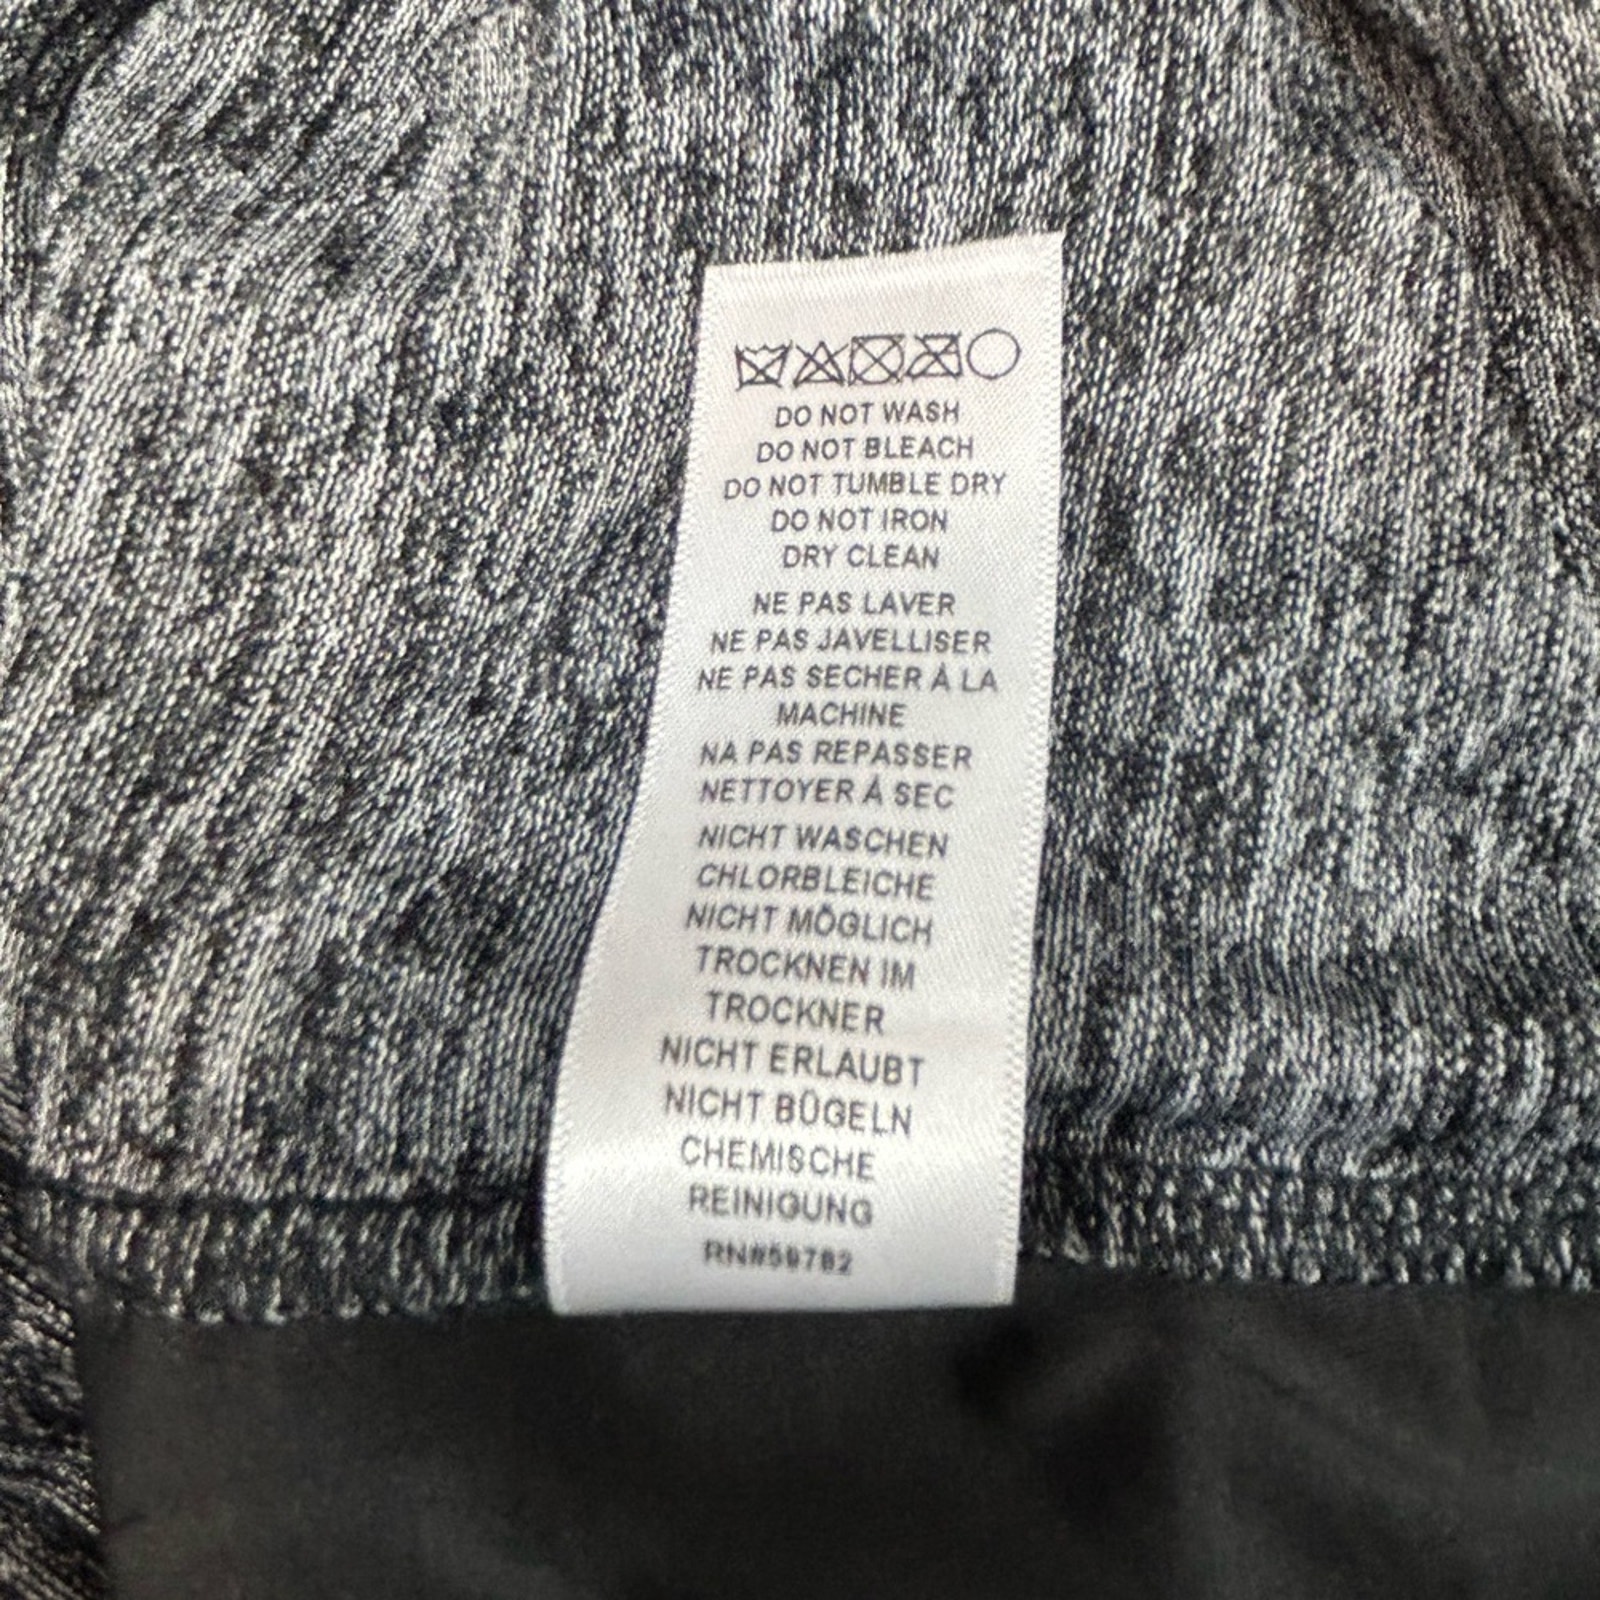 DO NOT WASH
DO NOT BLEACH
DO NOT TUMBLE DRY
DO NOT IRON
DRY CLEAN
NE PAS LAVER
NE PAS JAVELLISER
NE PAS SECHER À LA
MACHINE
NA PAS REPASSER
NETTOYER À SEC
NICHT WASCHEN
CHLORBLEICHE
NICHT MÖGLICH
TROCKNEN IM
TROCKNER
NICHT ERLAUBT
NICHT BÜGELN
CHEMISCHE
REINIGUNG
RN#59782